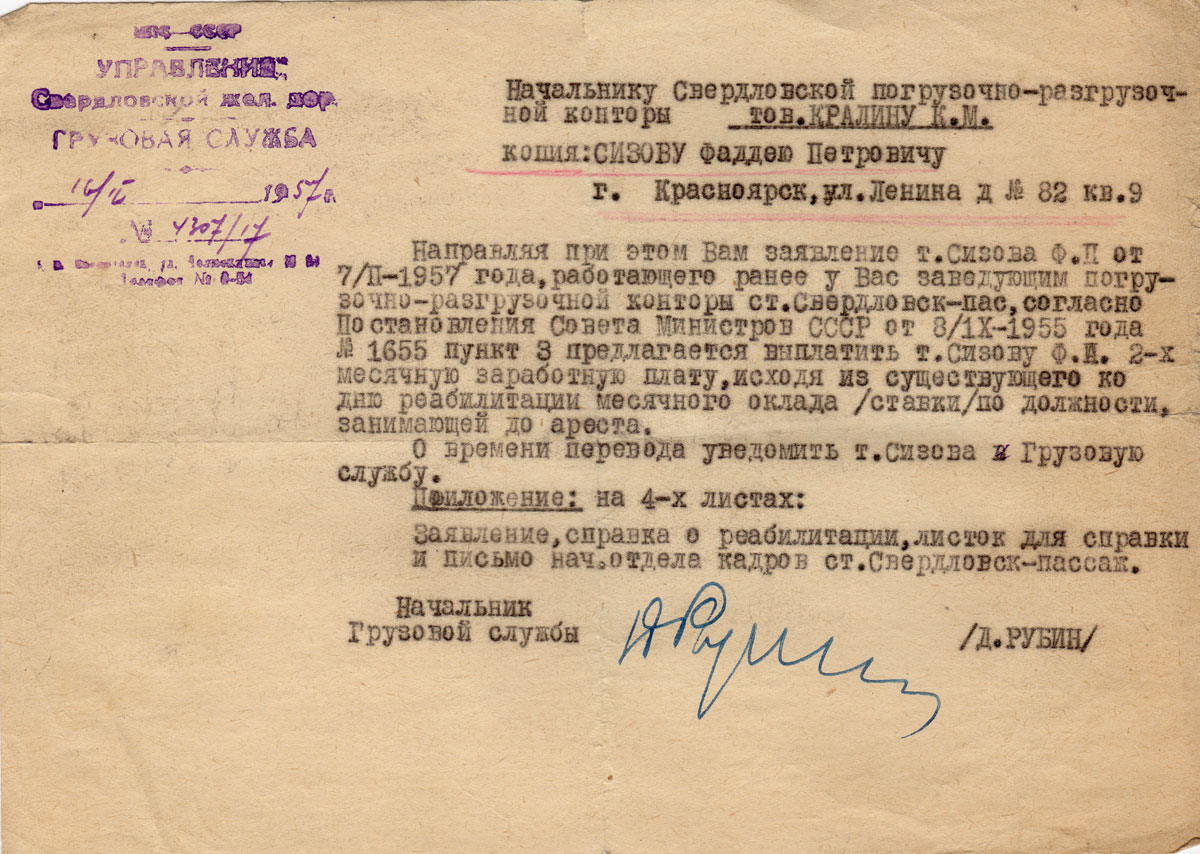 МПС СССР
УПРАВЛЕНИЕ
Свердловской жел. дор.
ГРУЗОВАЯ СЛУЖБА
16/II 1957 г.
№ 4307/17
№ 8-84
Начальнику Свердловской погрузочно-разгрузоч-
ной конторы тов.КРАЛИНУ К.М.
копия:СИЗОВУ Фаддею Петровичу
г. Красноярск,ул.Ленина д № 82 кв.9
Направляя при этом Вам заявление т.Сизова Ф.П от
7/П-1957 года,работающего ранее у Вас заведующим погру-
зочно-разгрузочной конторы ст.Свердловск-пас,согласно
Постановления Совета Министров СССР от 8/1Х-1955 года
№ 1655 пункт 3 предлагается выплатить т.Сизову Ф.И. 2-х
месячную заработную плату,исходя из существующего ко
дню реабилитации месячного оклада /ставки/по должности,
занимающей до ареста.
О времени перевода уведомить т.Сизова и Грузовую
службу.
Приложение: на 4-х листах:
Заявление,справка о реабилитации,листок для справки
и письмо нач.отдела кадров ст.Свердловск-пассаж.
Начальник
Грузовой службы /Д.РУБИН/